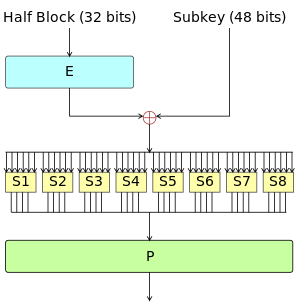 Half Block (32 bits) Subkey (48 bits)
E
S1 S2 S3 S4 S5 S6 S7 S8
P